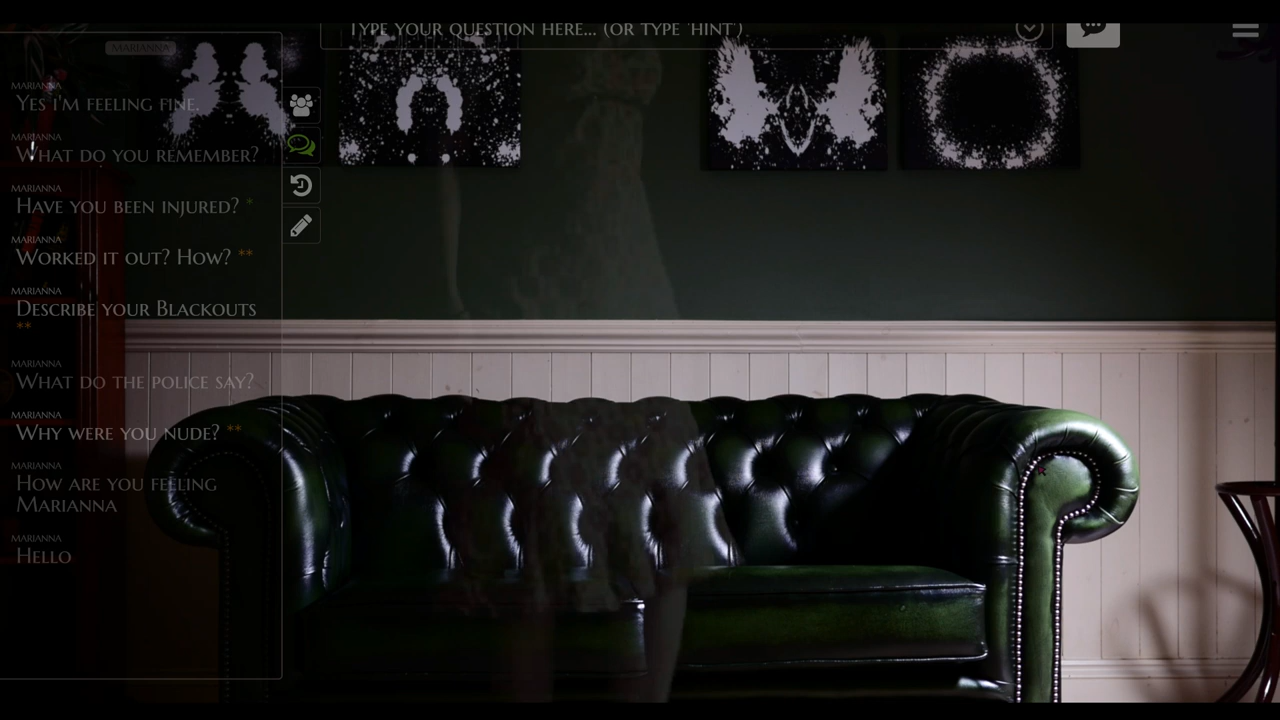 Type your question here... (or type 'hint')
Marianna
Marianna
Yes i'm feeling fine.
Marianna
What do you remember?
Marianna
Have you been injured? *
Marianna
Worked it out? How? **
Marianna
Describe your Blackouts
**
Marianna
What do the police say?
Marianna
Why were you nude? **
Marianna
How are you feeling
Marianna
Marianna
Hello